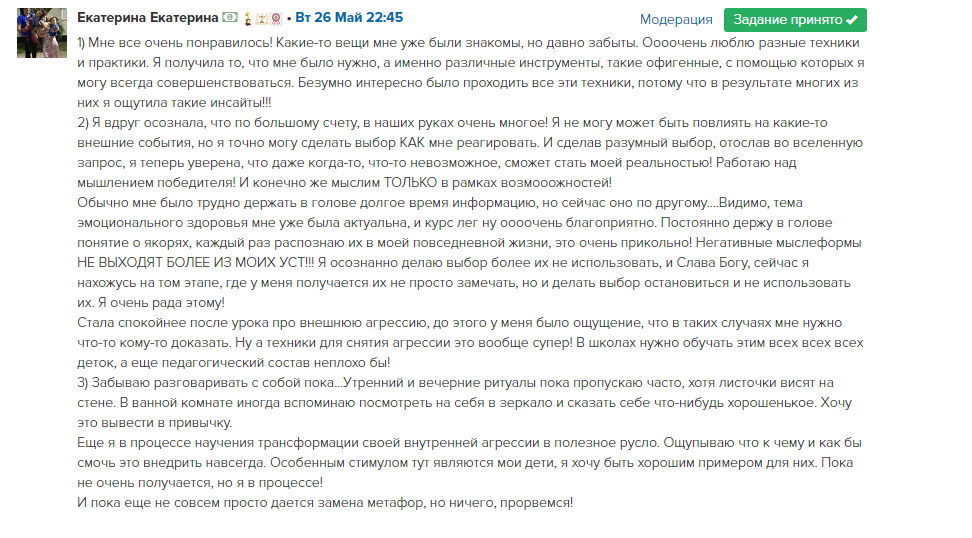 Екатерина Екатерина • Вт 26 Май 22:45
Модерация
Задание принято
1) Мне все очень понравилось! Какие-то вещи мне уже были знакомы, но давно забыты. Оооочень люблю разные техники
и практики. Я получила то, что мне было нужно, а именно различные инструменты, такие офигенные, с помощью которых я
могу всегда совершенствоваться. Безумно интересно было проходить все эти техники, потому что в результате многих из
них я ощутила такие инсайты!!!
2) Я вдруг осознала, что по большому счету, в наших руках очень многое! Я не могу может быть повлиять на какие-то
внешние события, но я точно могу сделать выбор КАК мне реагировать. И сделав разумный выбор, отослав во вселенную
запрос, я теперь уверена, что даже когда-то, что-то невозможное, сможет стать моей реальностью! Работаю над
мышлением победителя! И конечно же мыслим ТОЛЬКО в рамках возмооожностей!
Обычно мне было трудно держать в голове долгое время информацию, но сейчас оно по другому....Видимо, тема
эмоционального здоровья мне уже была актуальна, и курс лег ну оооочень благоприятно. Постоянно держу в голове
понятие о якорях, каждый раз распознаю их в моей повседневной жизни, это очень прикольно! Негативные мыслеформы
НЕ ВЫХОДЯТ БОЛЕЕ ИЗ МОИХ УСТ!!! Я осознанно делаю выбор более их не использовать, и Слава Богу, сейчас я
нахожусь на том этапе, где у меня получается их не просто замечать, но и делать выбор остановиться и не использовать
их. Я очень рада этому!
Стала спокойнее после урока про внешнюю агрессию, до этого у меня было ощущение, что в таких случаях мне нужно
что-то кому-то доказать. Ну а техники для снятия агрессии это вообще супер! В школах нужно обучать этим всех всех всех
деток, а еще педагогический состав неплохо бы!
3) Забываю разговаривать с собой пока...Утренний и вечерние ритуалы пока пропускаю часто, хотя листочки висят на
стене. В ванной комнате иногда вспоминаю посмотреть на себя в зеркало и сказать себе что-нибудь хорошенькое. Хочу
это вывести в привычку.
Еще я в процессе научения трансформации своей внутренней агрессии в полезное русло. Ощупываю что к чему и как бы
смочь это внедрить навсегда. Особенным стимулом тут являются мои дети, я хочу быть хорошим примером для них. Пока
не очень получается, но я в процессе!
И пока еще не совсем просто дается замена метафор, но ничего, прорвемся!